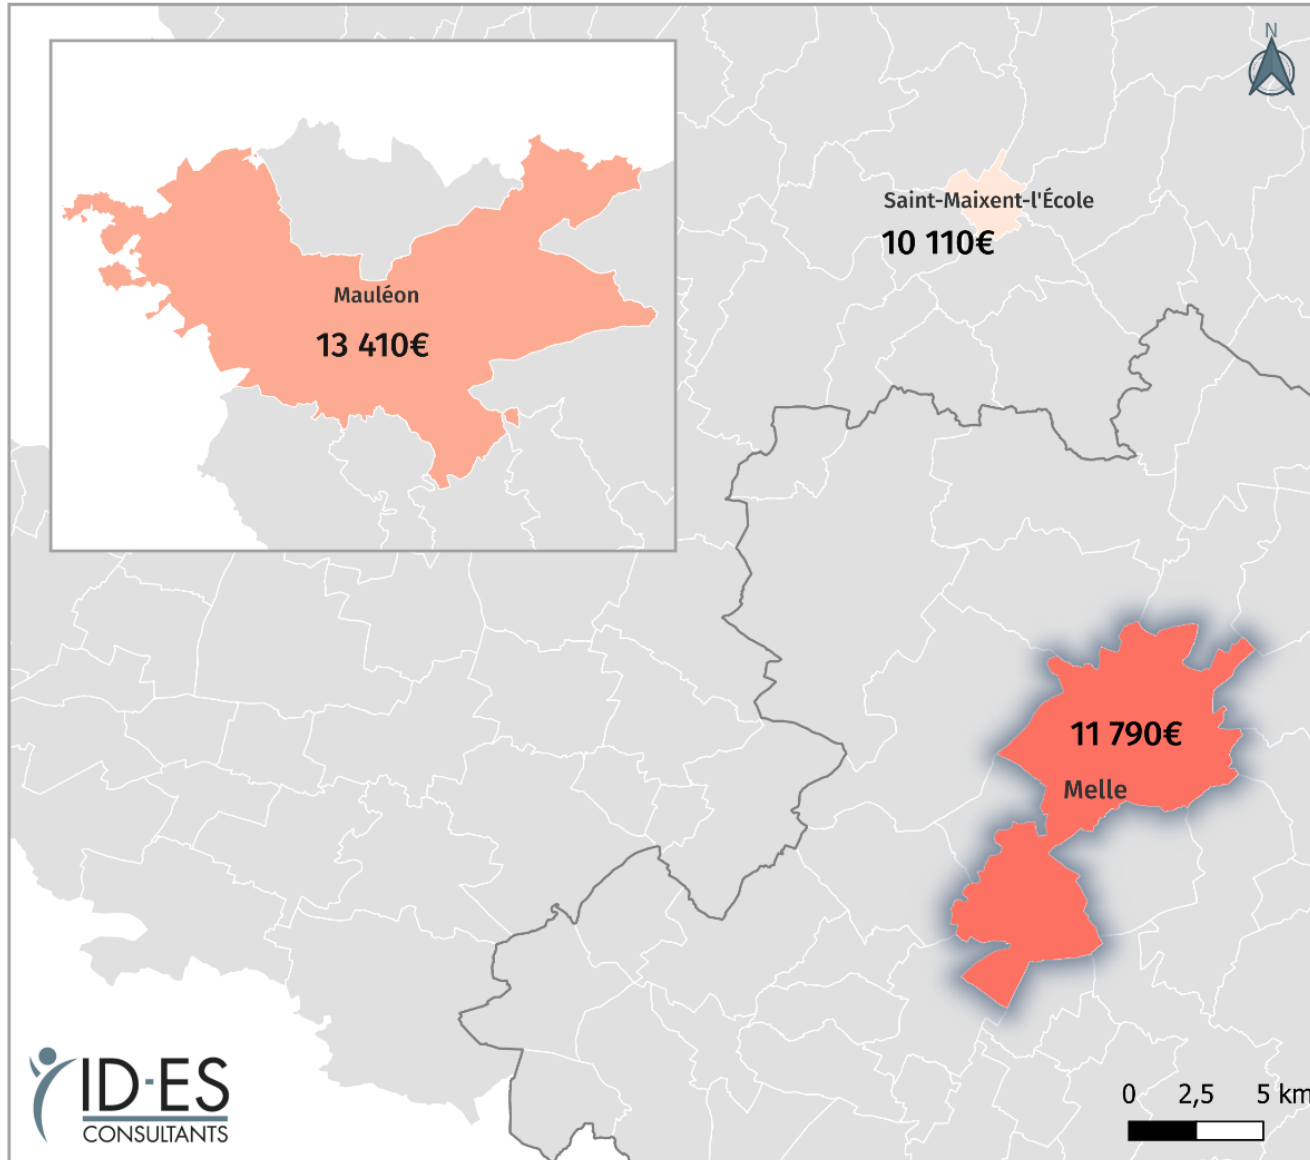 N
Saint-Maixent-l'École
10 110€
Mauléon
13 410€
11 790€
Melle
ID-ES
CONSULTANTS
0 2,5 5 km